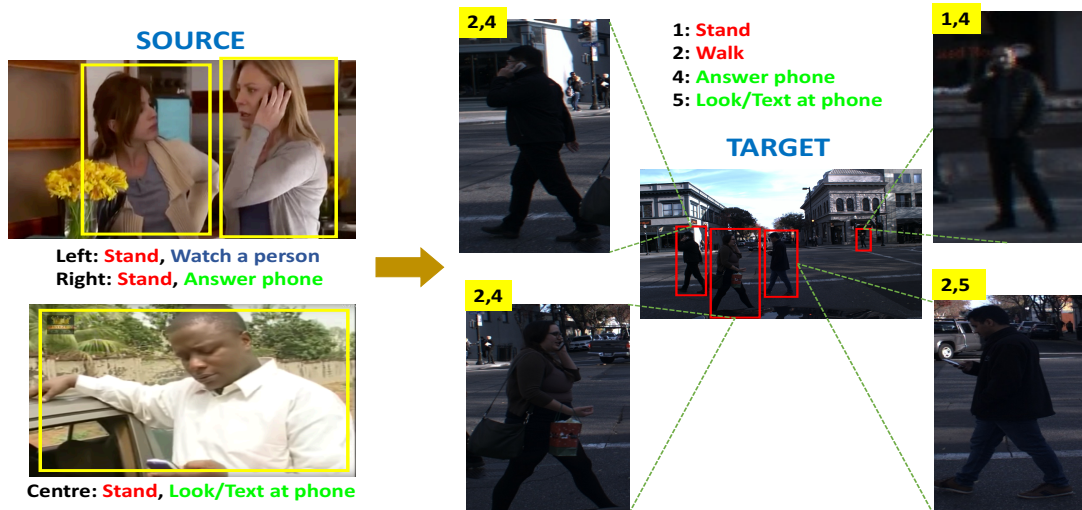 SOURCE
Left: Stand, Watch a person
Right: Stand, Answer phone
Centre: Stand, Look/Text at phone
2,4
1: Stand
2: Walk
4: Answer phone
5: Look/Text at phone
1,4
TARGET
2,4
2,5